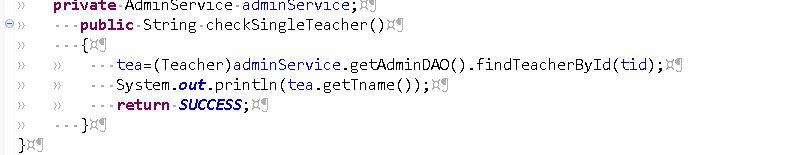 private AdminService adminService;
public String checkSingleTeacher()
{
tea=(Teacher)adminService.getAdminDAO().findTeacherById(tid);
System.out.println(tea.getTname());
return SUCCESS;
}
}